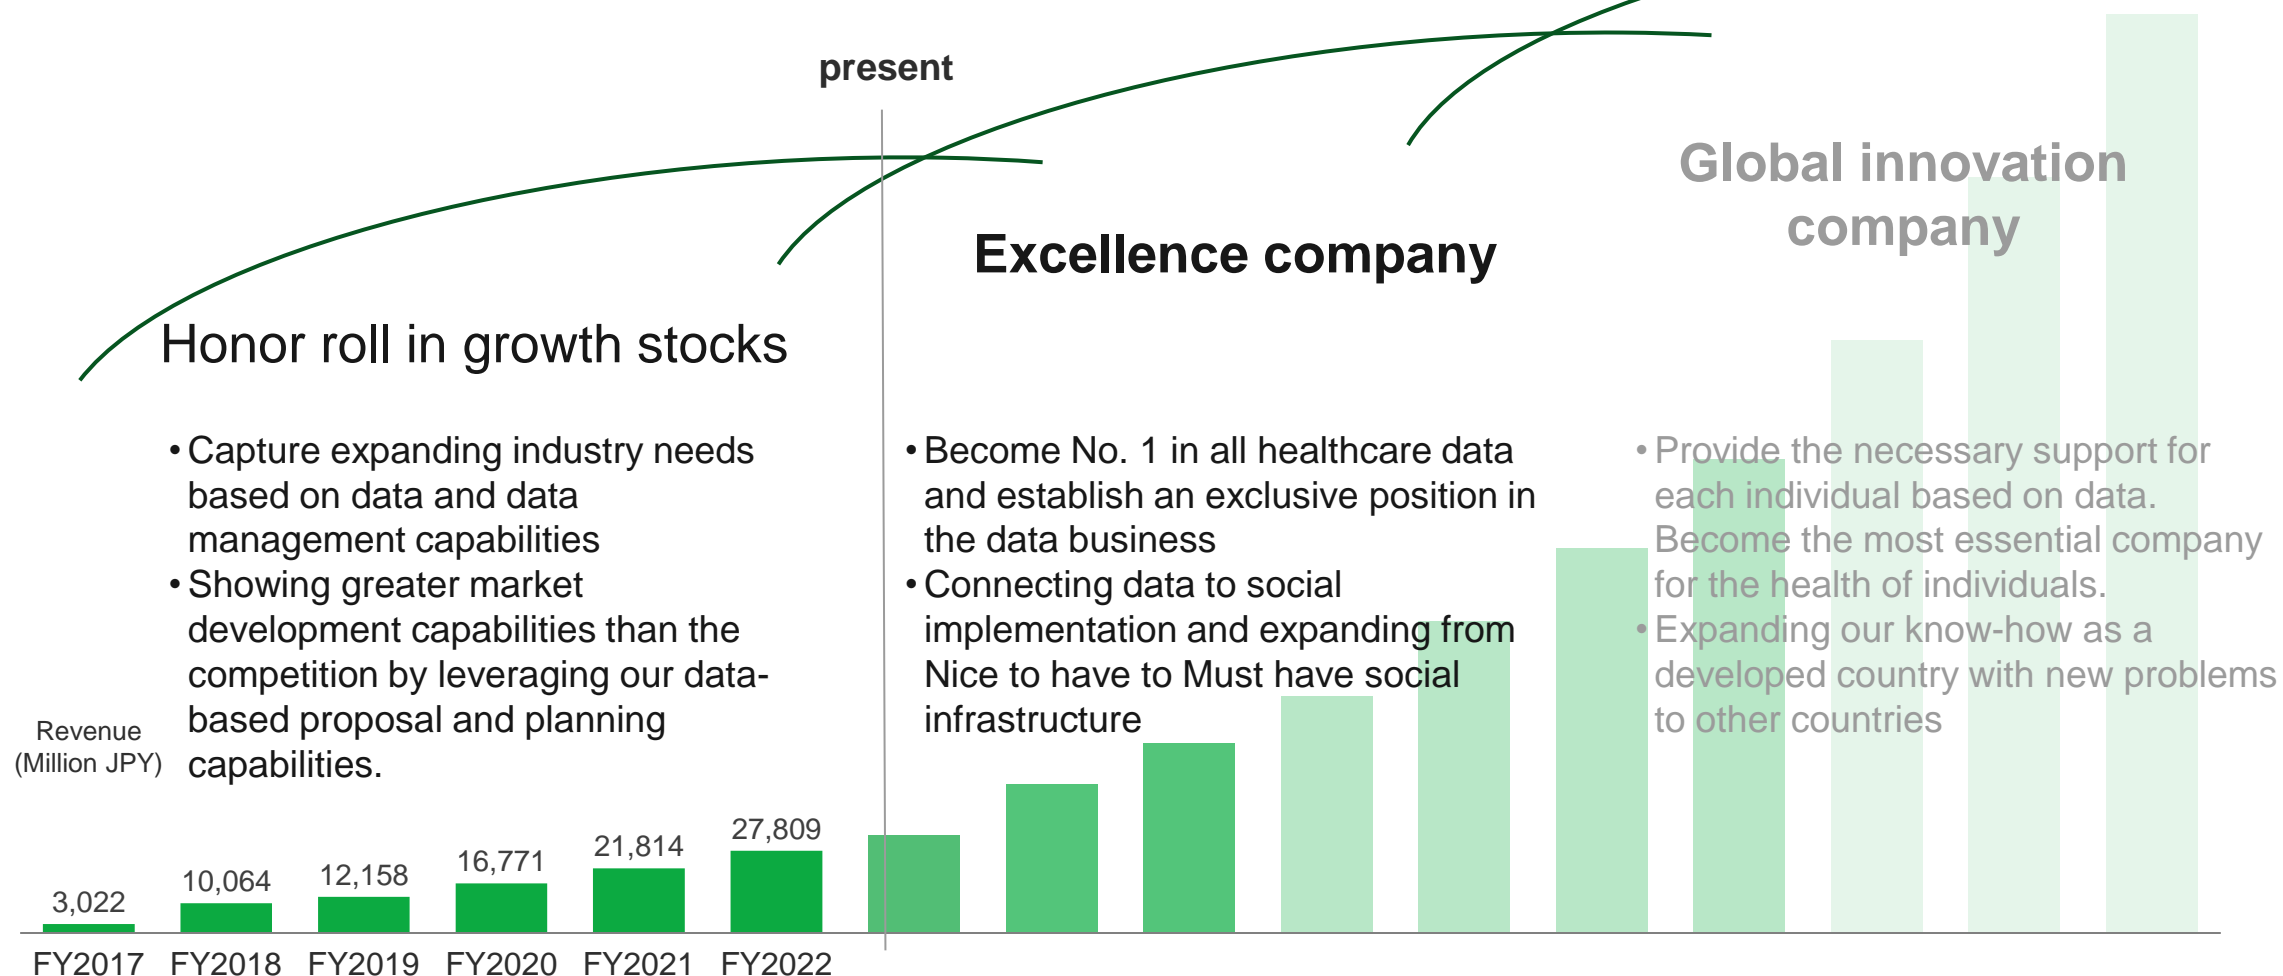 present
Global innovation
company
Excellence company
Honor roll in growth stocks
•Capture expanding industry needs
based on data and data
management capabilities
•Showing greater market
development capabilities than the
competition by leveraging our data-
based proposal and planning
capabilities.
•Become No. 1 in all healthcare data
and establish an exclusive position in
the data business
•Connecting data to social
implementation and expanding from
Nice to have to Must have social
infrastructure
•Provide the necessary support for
each individual based on data.
Become the most essential company
for the health of individuals.
•Expanding our know-how as a
developed country with new problems
to other countries
Revenue
(Million JPY)
3,022
10,064
12,158
16,771
21,814
27,809
FY2017
FY2018
FY2019
FY2020
FY2021
FY2022